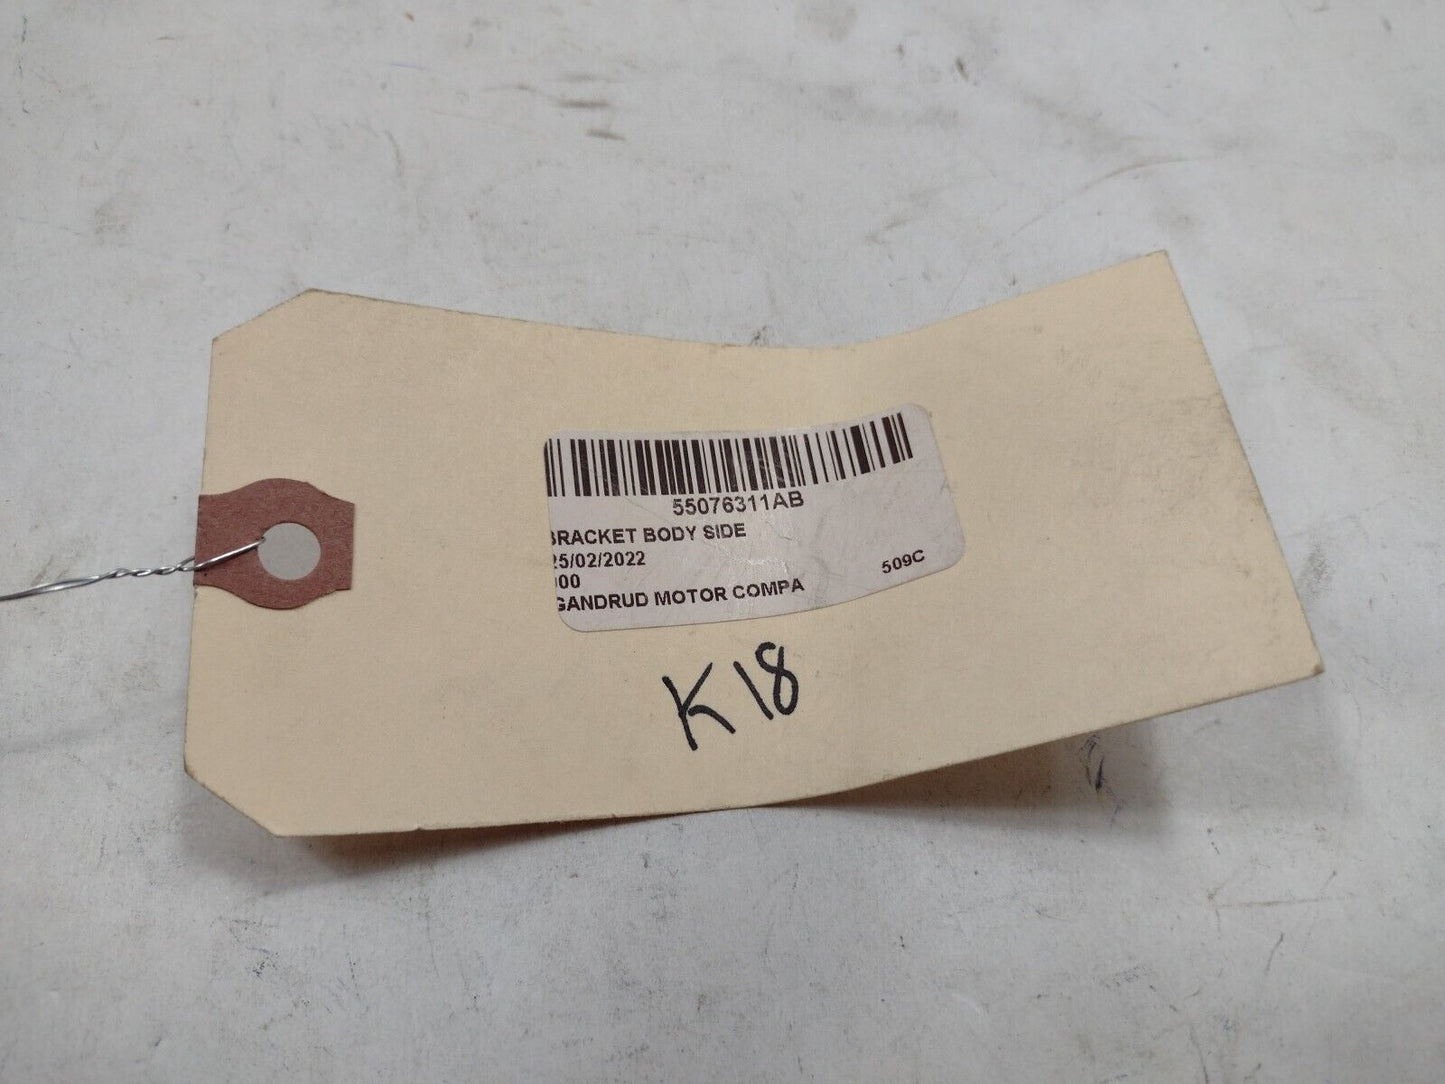 55076311AB
BRACKET BODY SIDE
25/02/2022
000
GANDRUD MOTOR COMPA
509C
K18